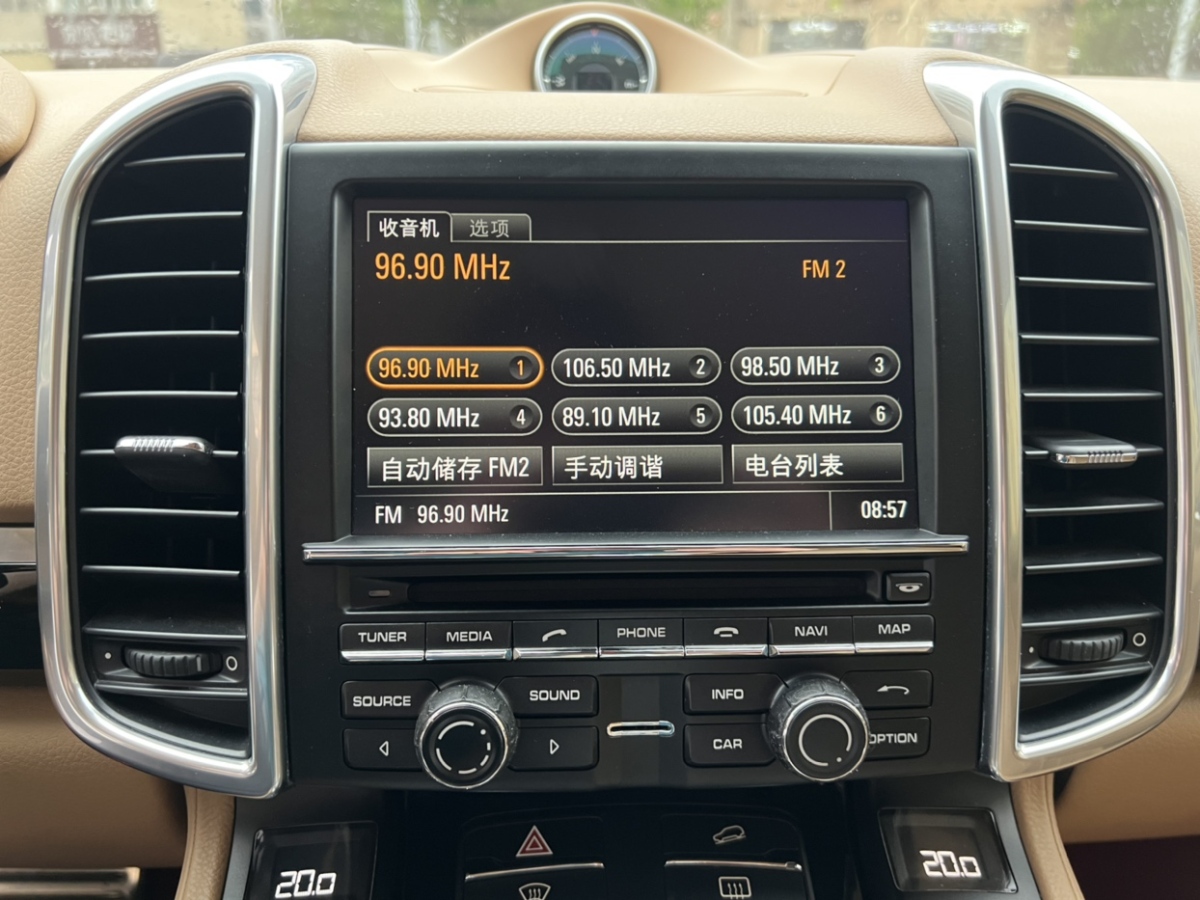 收音机 选项
96.90 MHz FM 2
96.90 MHz 1 106.50 MHz 2 98.50 MHz 3
93.80 MHz 4 89.10 MHz 5 105.40 MHz 6
自动储存 FM2 手动调谐 电台列表
FM 96.90 MHz 08:57
TUNER MEDIA PHONE NAVI MAP
SOURCE SOUND INFO
CAR OPTION
20.0 20.0